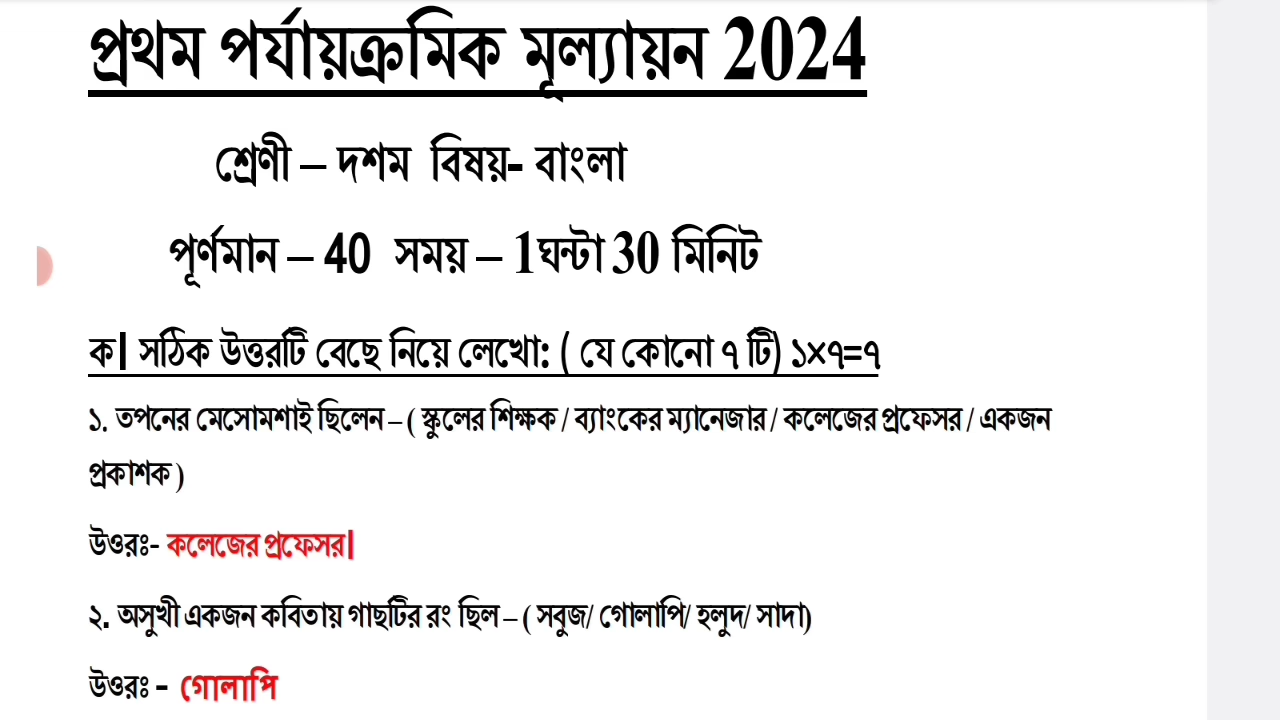 প্রথম পর্যায়ক্রমিক মূল্যায়ন 2024
শ্রেণী – দশম বিষয়- বাংলা
পূর্ণমান – 40 সময় – 1ঘন্টা 30 মিনিট
ক। সঠিক উত্তরটি বেছে নিয়ে লেখো: ( যে কোনো ৭ টি) ১×৭=৭
১. তপনের মেসোমশাই ছিলেন – ( স্কুলের শিক্ষক / ব্যাংকের ম্যানেজার / কলেজের প্রফেসর / একজন
প্রকাশক )
উওরঃ- কলেজের প্রফেসর।
২. অসুখী একজন কবিতায় গাছটির রং ছিল – ( সবুজ/ গোলাপি/ হলুদ/ সাদা)
উওরঃ - গোলাপি